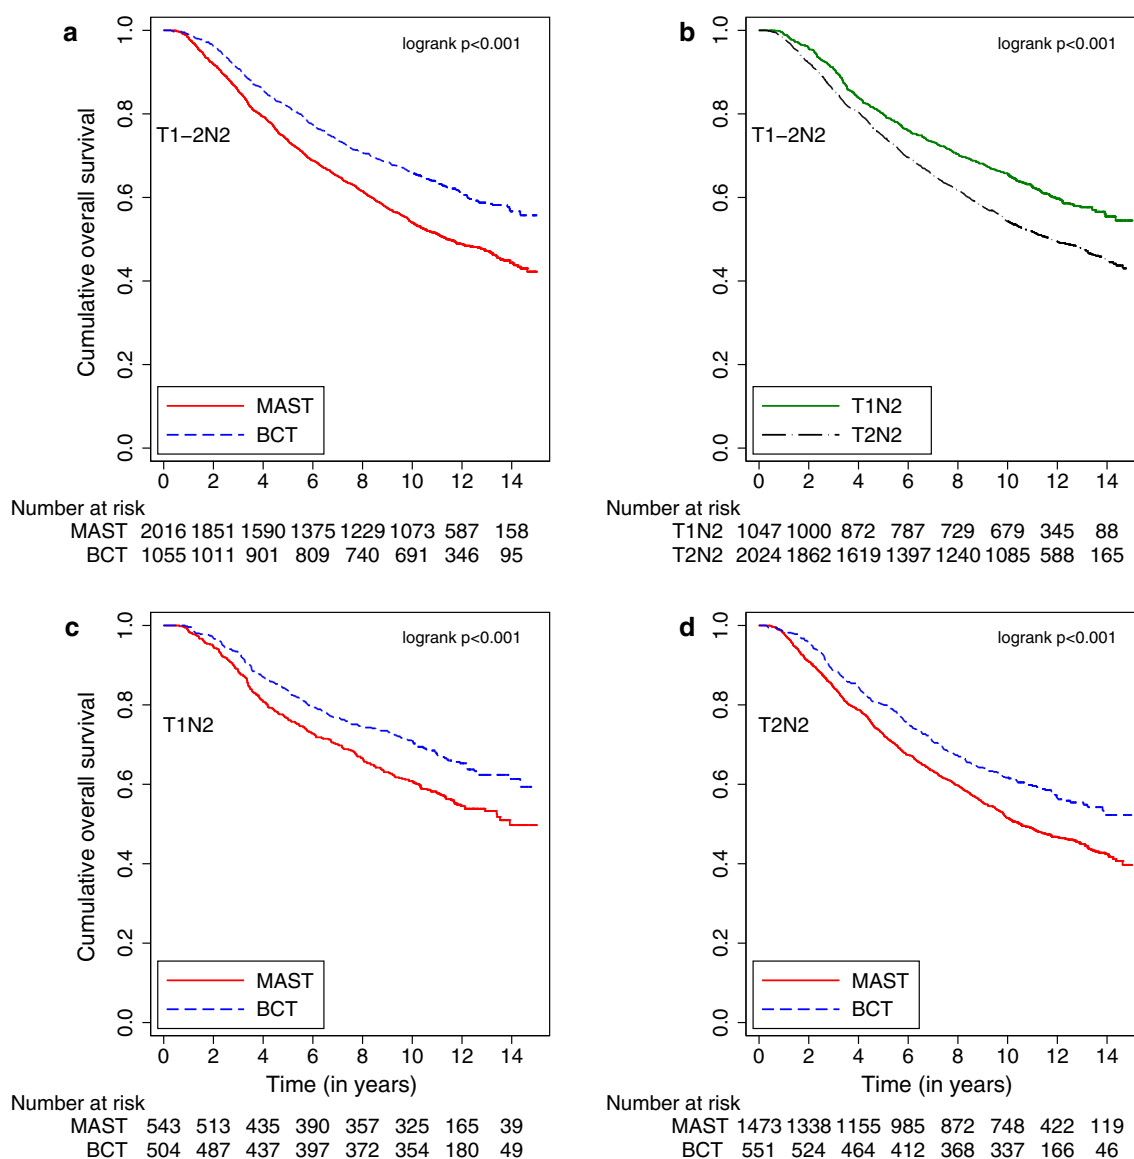 a
logrank p<0.001
T1-2N2
Cumulative overall survival
1.0
0.8
0.6
0.4
0.2
0.0
MAST
BCT
0 2 4 6 8 10 12 14
Number at risk
MAST 2016 1851 1590 1375 1229 1073 587 158
BCT 1055 1011 901 809 740 691 346 95
b
logrank p<0.001
T1-2N2
1.0
0.8
0.6
0.4
0.2
0.0
T1N2
T2N2
0 2 4 6 8 10 12 14
Number at risk
T1N2 1047 1000 872 787 729 679 345 88
T2N2 2024 1862 1619 1397 1240 1085 588 165
c
logrank p<0.001
T1N2
Cumulative overall survival
1.0
0.8
0.6
0.4
0.2
0.0
MAST
BCT
0 2 4 6 8 10 12 14
Time (in years)
Number at risk
MAST 543 513 435 390 357 325 165 39
BCT 504 487 437 397 372 354 180 49
d
logrank p<0.001
T2N2
1.0
0.8
0.6
0.4
0.2
0.0
MAST
BCT
0 2 4 6 8 10 12 14
Time (in years)
Number at risk
MAST 1473 1338 1155 985 872 748 422 119
BCT 551 524 464 412 368 337 166 46